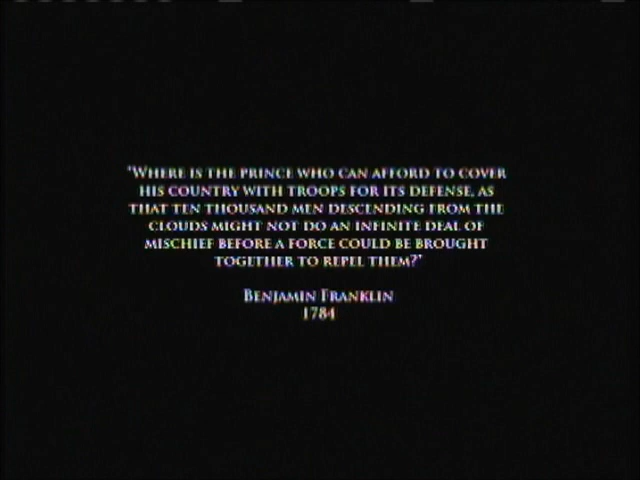 "Where is the prince who can afford to cover
his country with troops for its defense, as
that ten thousand men descending from the
clouds might not do an infinite deal of
mischief before a force could be brought
together to repel them?"
Benjamin Franklin
1784